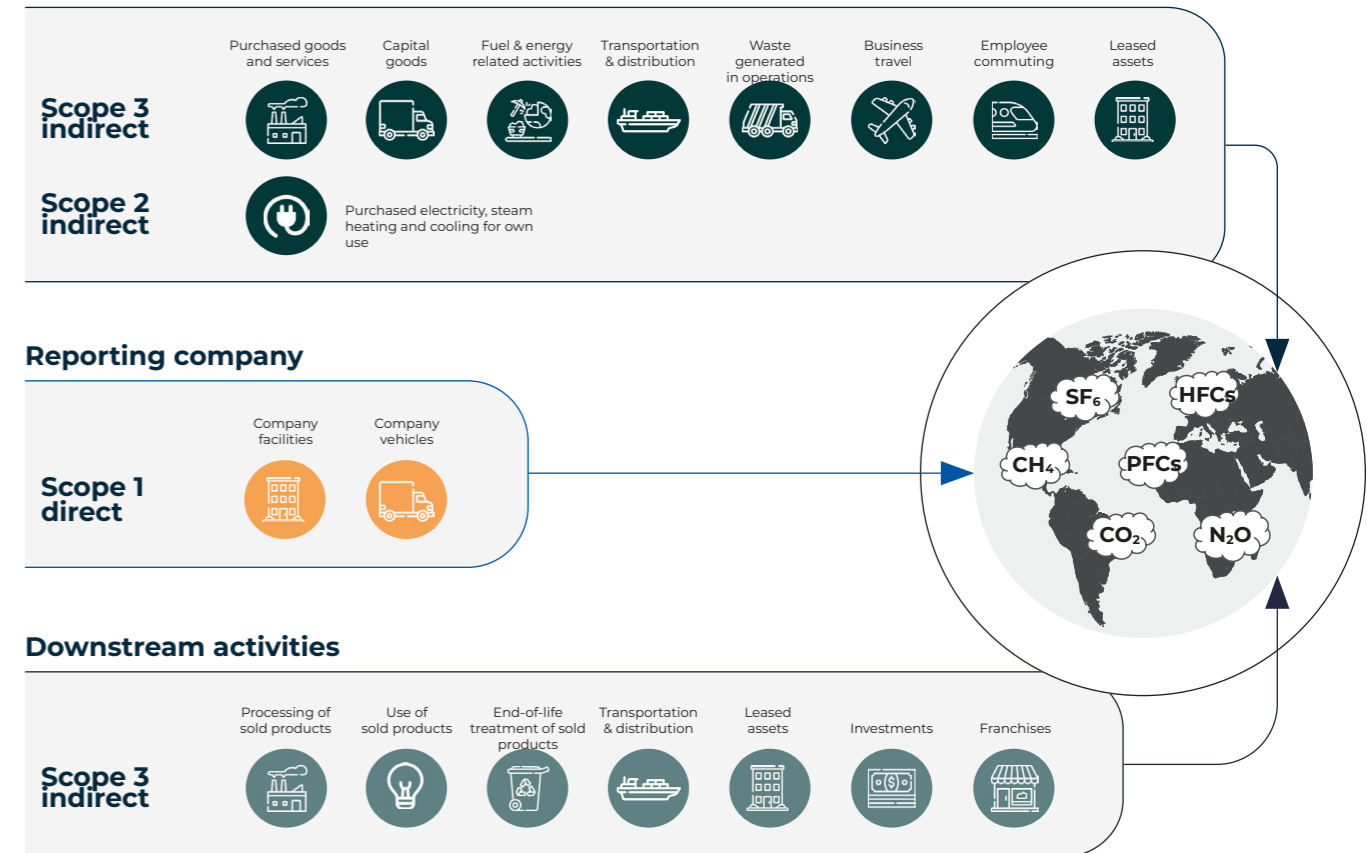 Purchased goods
and services
Capital
goods
Fuel & energy
related activities
Transportation
& distribution
Waste
generated
in operations
Business
travel
Employee
commuting
Leased
assets
Scope 3
indirect
Scope 2
indirect
Purchased electricity, steam
heating and cooling for own
use
Reporting company
Company
facilities
Company
vehicles
Scope 1
direct
SF₆
HFCs
CH₄
PFCs
CO₂
N₂O
Downstream activities
Processing of
sold products
Use of
sold products
End-of-life
treatment of sold
products
Transportation
& distribution
Leased
assets
Investments
Franchises
Scope 3
indirect